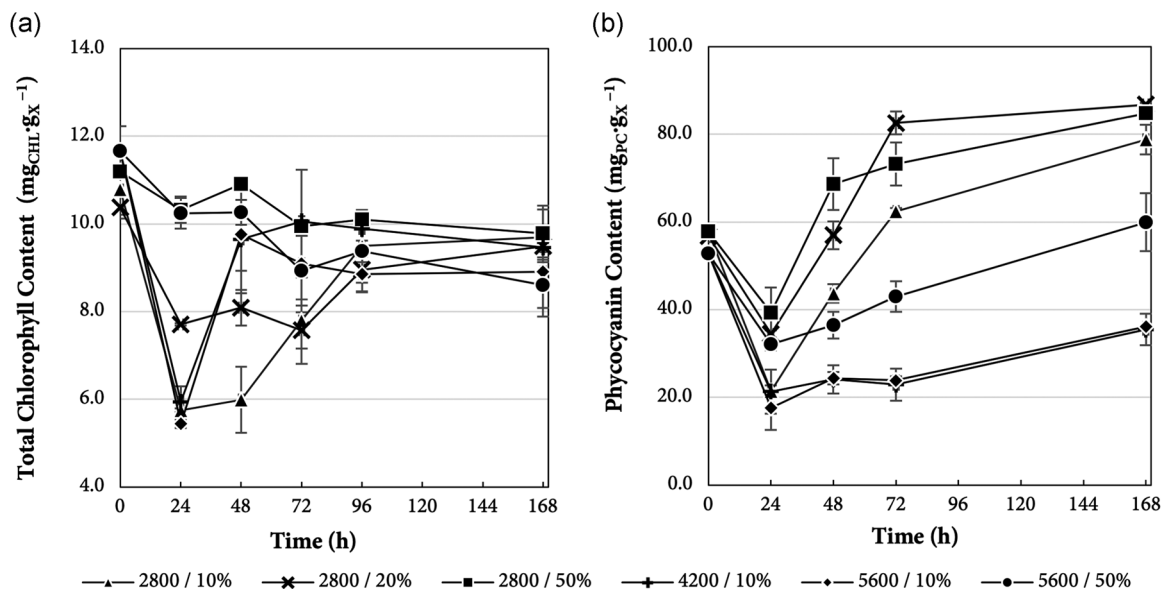 (a)
14.0
12.0
10.0
8.0
6.0
4.0
Total Chlorophyll Content (mgCHL·gX⁻¹)
0 24 48 72 96 120 144 168
Time (h)
(b)
100.0
80.0
60.0
40.0
20.0
0.0
Phycocyanin Content (mgPC·gX⁻¹)
0 24 48 72 96 120 144 168
Time (h)
2800 / 10% 2800 / 20% 2800 / 50% 4200 / 10% 5600 / 10% 5600 / 50%